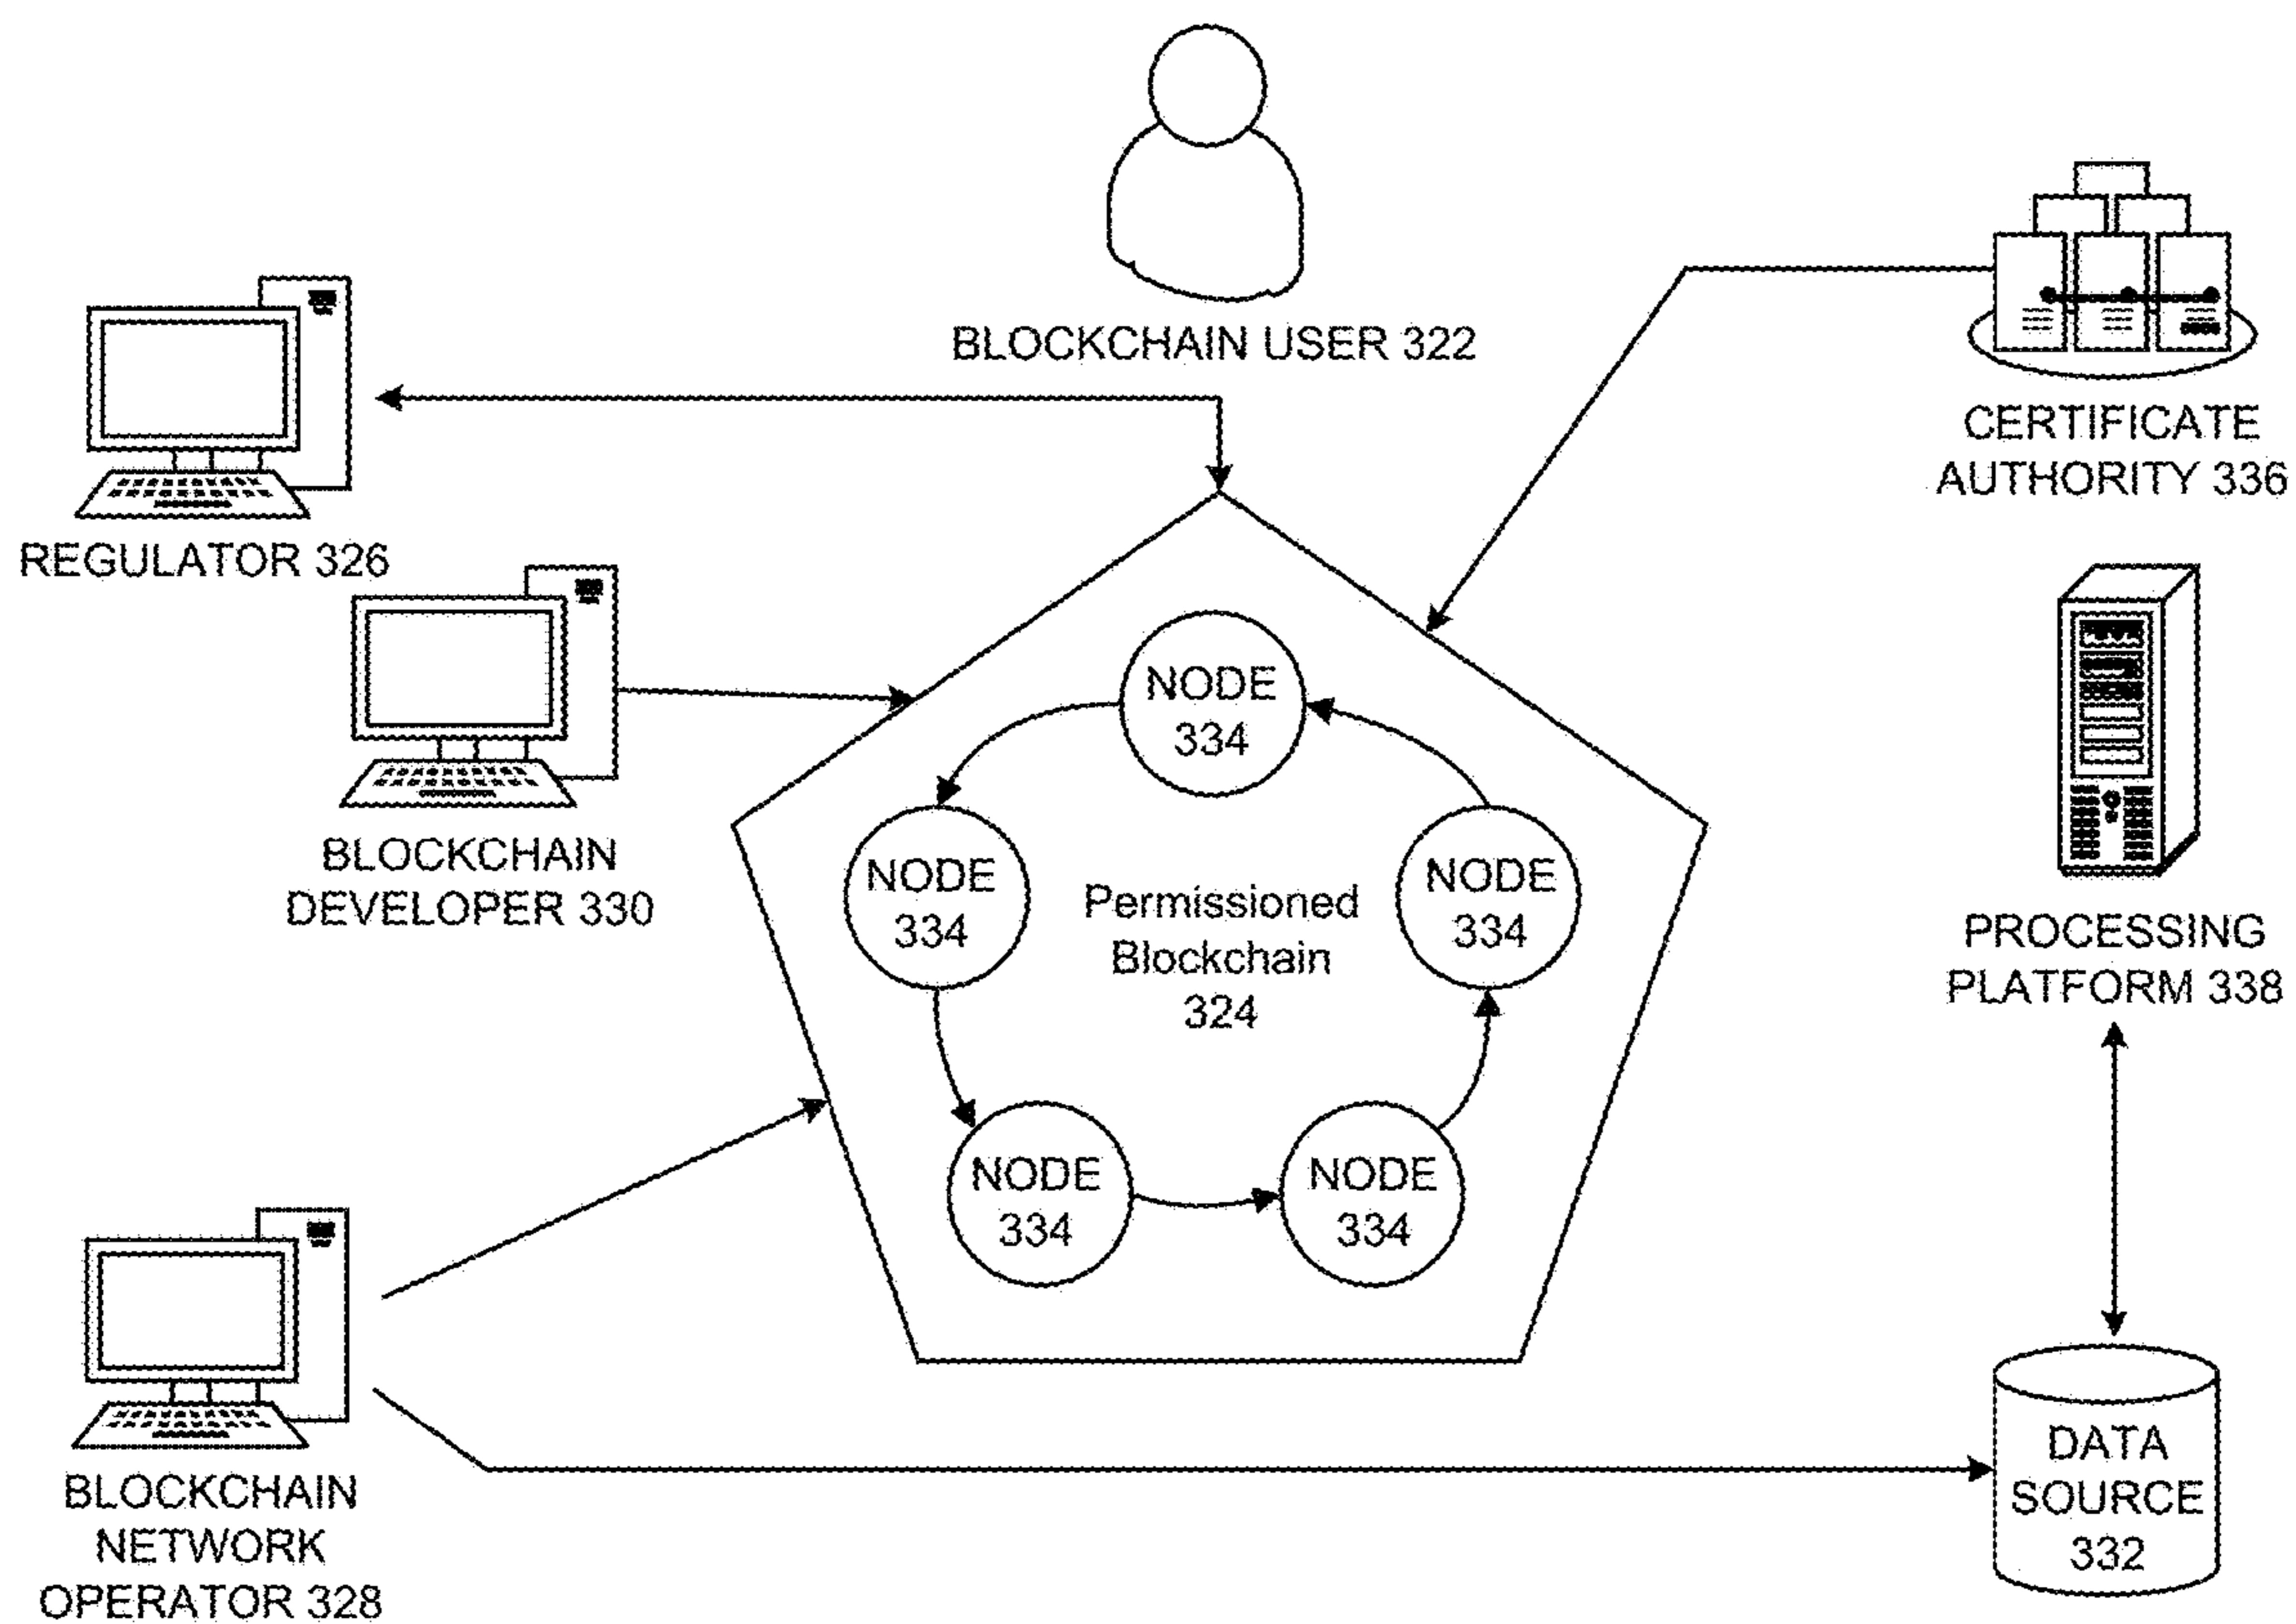 BLOCKCHAIN USER 322
CERTIFICATE
AUTHORITY 336
REGULATOR 326
BLOCKCHAIN
DEVELOPER 330
NODE
334
NODE
334
Permissioned
Blockchain
324
NODE
334
PROCESSING
PLATFORM 338
NODE
334
NODE
334
BLOCKCHAIN
NETWORK
OPERATOR 328
DATA
SOURCE
332